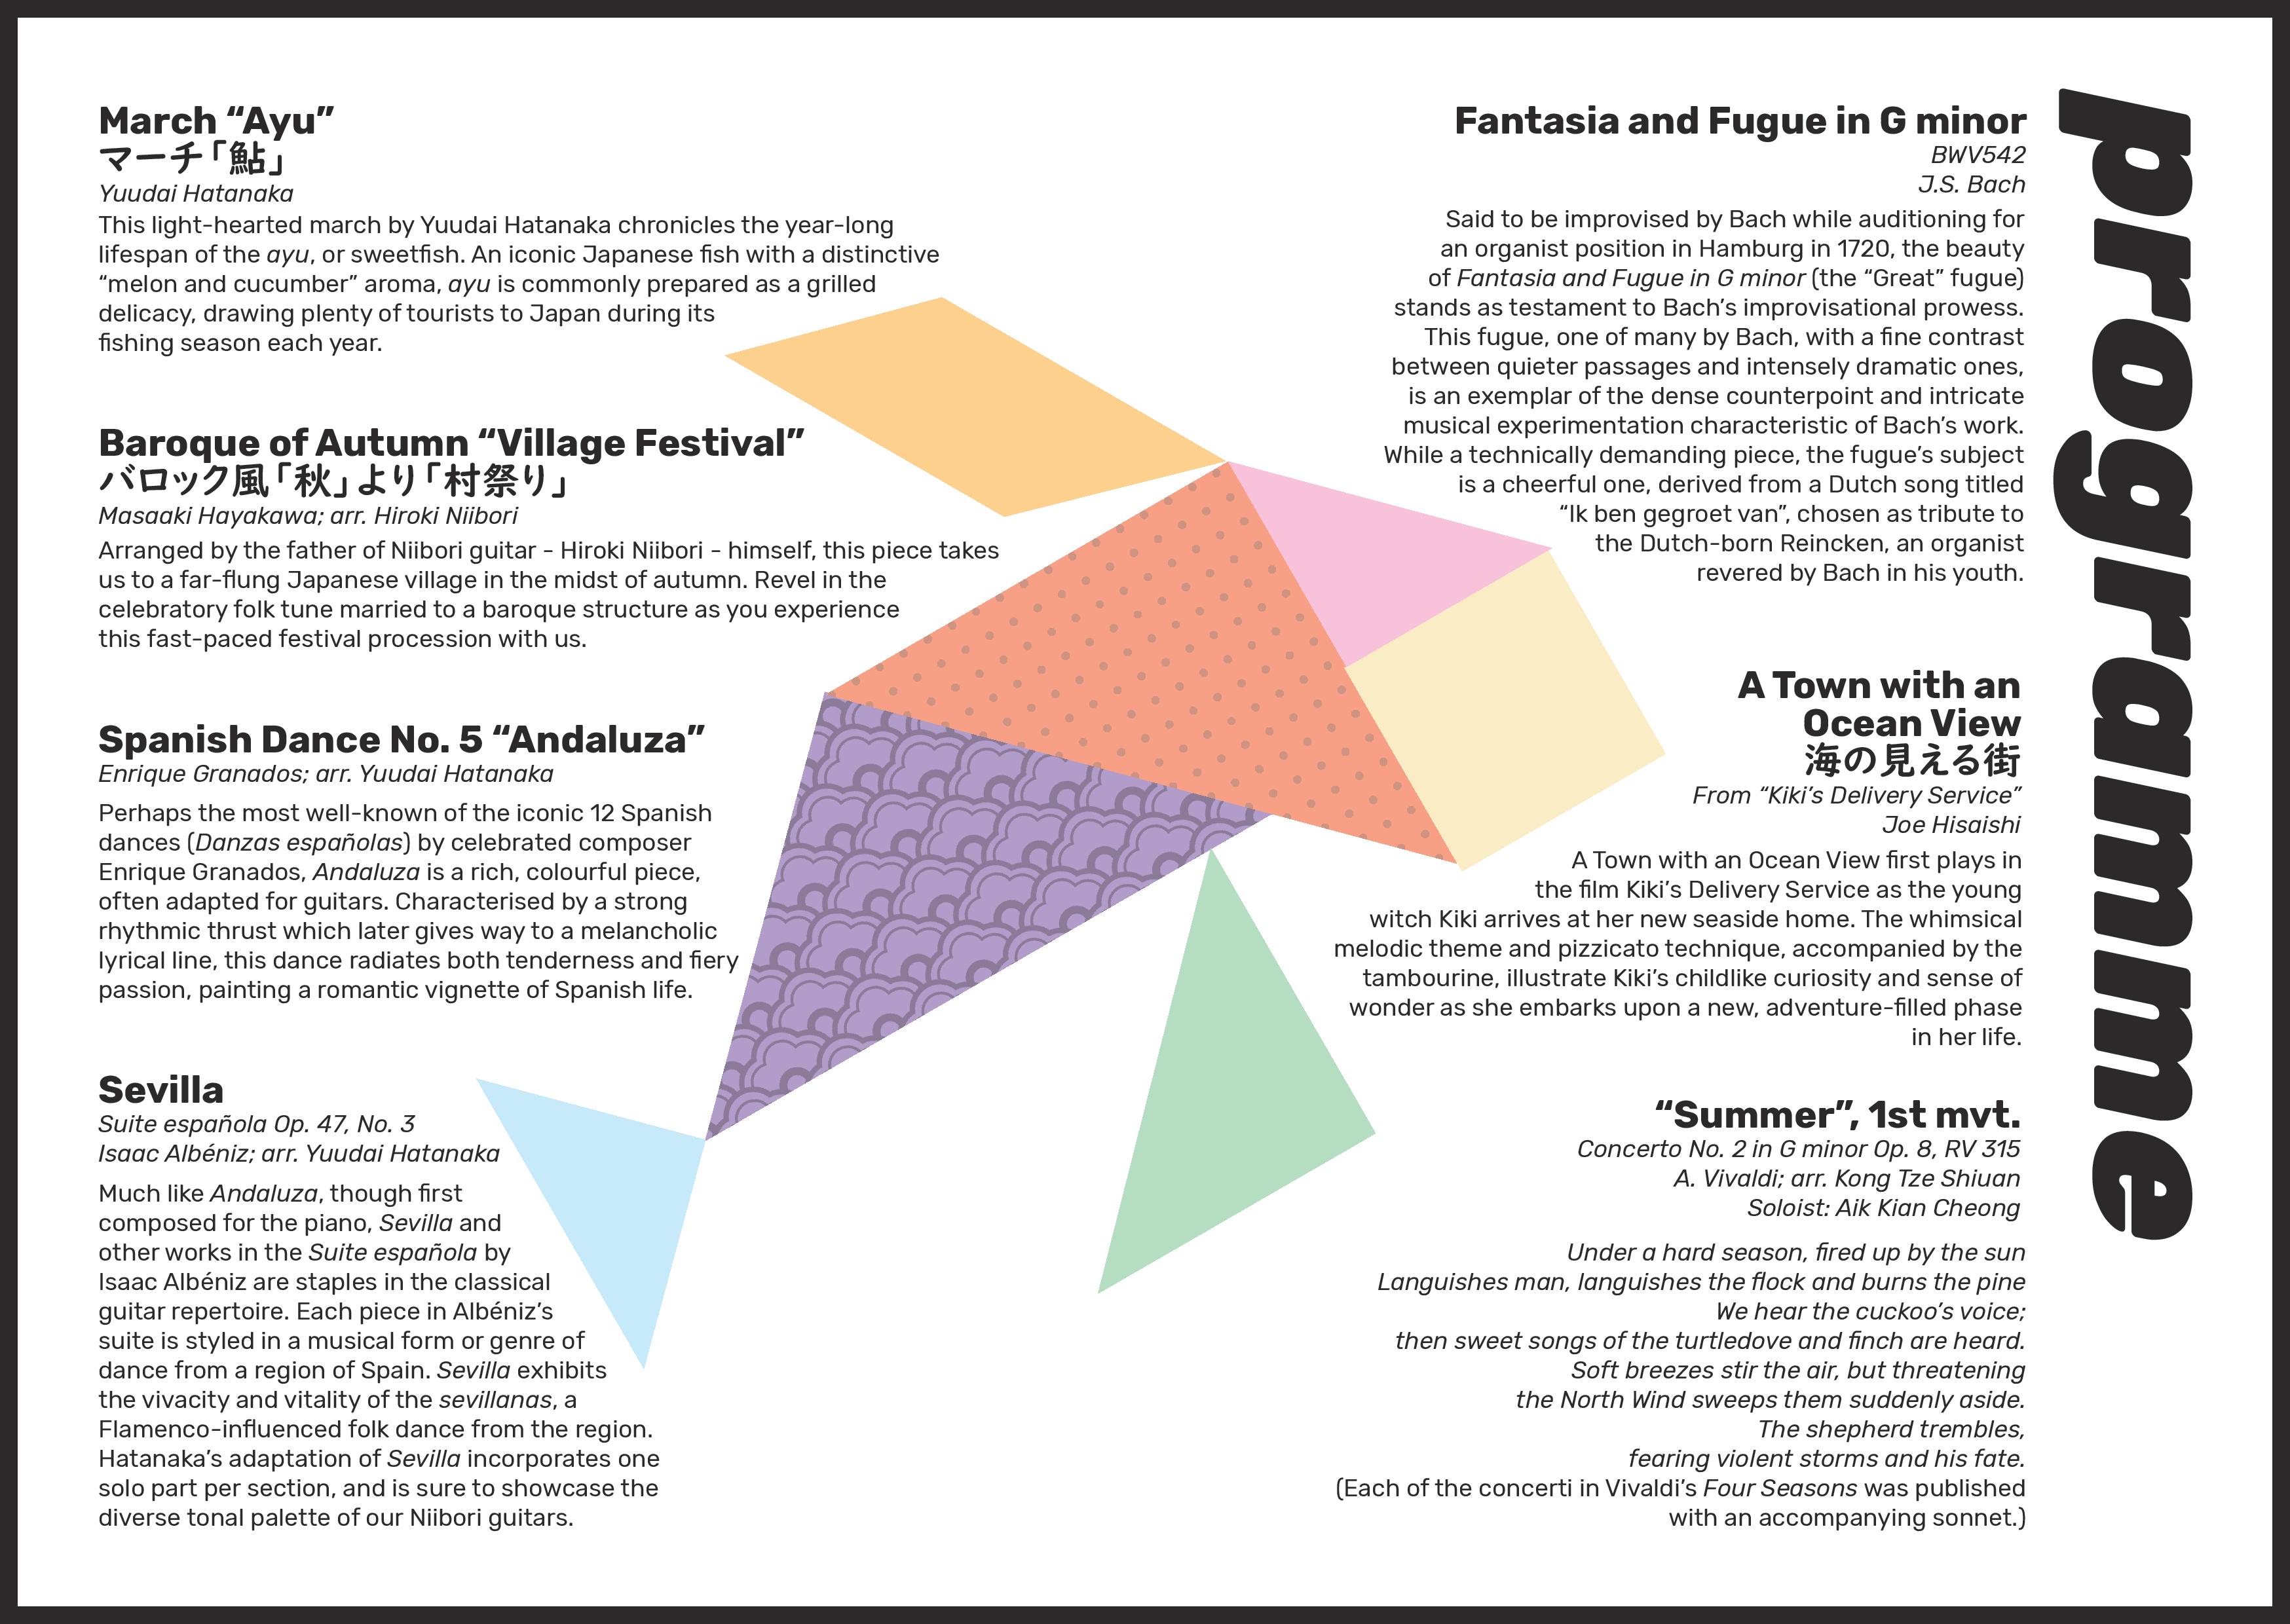 March “Ayu”
マーチ「鮎」
Yuudai Hatanaka
This light-hearted march by Yuudai Hatanaka chronicles the year-long
lifespan of the ayu, or sweetfish. An iconic Japanese fish with a distinctive
“melon and cucumber” aroma, ayu is commonly prepared as a grilled
delicacy, drawing plenty of tourists to Japan during its
fishing season each year.
Baroque of Autumn “Village Festival”
バロック風「秋」より「村祭り」
Masaaki Hayakawa; arr. Hiroki Niibori
Arranged by the father of Niibori guitar - Hiroki Niibori - himself, this piece takes
us to a far-flung Japanese village in the midst of autumn. Revel in the
celebratory folk tune married to a baroque structure as you experience
this fast-paced festival procession with us.
Spanish Dance No. 5 “Andaluza”
Enrique Granados; arr. Yuudai Hatanaka
Perhaps the most well-known of the iconic 12 Spanish
dances (Danzas españolas) by celebrated composer
Enrique Granados, Andaluza is a rich, colourful piece,
often adapted for guitars. Characterised by a strong
rhythmic thrust which later gives way to a melancholic
lyrical line, this dance radiates both tenderness and fiery
passion, painting a romantic vignette of Spanish life.
Sevilla
Suite española Op. 47, No. 3
Isaac Albéniz; arr. Yuudai Hatanaka
Much like Andaluza, though first
composed for the piano, Sevilla and
other works in the Suite española by
Isaac Albéniz are staples in the classical
guitar repertoire. Each piece in Albéniz’s
suite is styled in a musical form or genre of
dance from a region of Spain. Sevilla exhibits
the vivacity and vitality of the sevillanas, a
Flamenco-influenced folk dance from the region.
Hatanaka’s adaptation of Sevilla incorporates one
solo part per section, and is sure to showcase the
diverse tonal palette of our Niibori guitars.
Fantasia and Fugue in G minor
BWV542
J.S. Bach
Said to be improvised by Bach while auditioning for
an organist position in Hamburg in 1720, the beauty
of Fantasia and Fugue in G minor (the “Great” fugue)
stands as testament to Bach’s improvisational prowess.
This fugue, one of many by Bach, with a fine contrast
between quieter passages and intensely dramatic ones,
is an exemplar of the dense counterpoint and intricate
musical experimentation characteristic of Bach’s work.
While a technically demanding piece, the fugue’s subject
is a cheerful one, derived from a Dutch song titled
“Ik ben gegroet van”, chosen as tribute to
the Dutch-born Reincken, an organist
revered by Bach in his youth.
A Town with an
Ocean View
海の見える街
From “Kiki’s Delivery Service”
Joe Hisaishi
A Town with an Ocean View first plays in
the film Kiki’s Delivery Service as the young
witch Kiki arrives at her new seaside home. The whimsical
melodic theme and pizzicato technique, accompanied by the
tambourine, illustrate Kiki’s childlike curiosity and sense of
wonder as she embarks upon a new, adventure-filled phase
in her life.
“Summer”, 1st mvt.
Concerto No. 2 in G minor Op. 8, RV 315
A. Vivaldi; arr. Kong Tze Shiuan
Soloist: Aik Kian Cheong
Under a hard season, fired up by the sun
Languishes man, languishes the flock and burns the pine
We hear the cuckoo’s voice;
then sweet songs of the turtledove and finch are heard.
Soft breezes stir the air, but threatening
the North Wind sweeps them suddenly aside.
The shepherd trembles,
fearing violent storms and his fate.
(Each of the concerti in Vivaldi’s Four Seasons was published
with an accompanying sonnet.)
programme